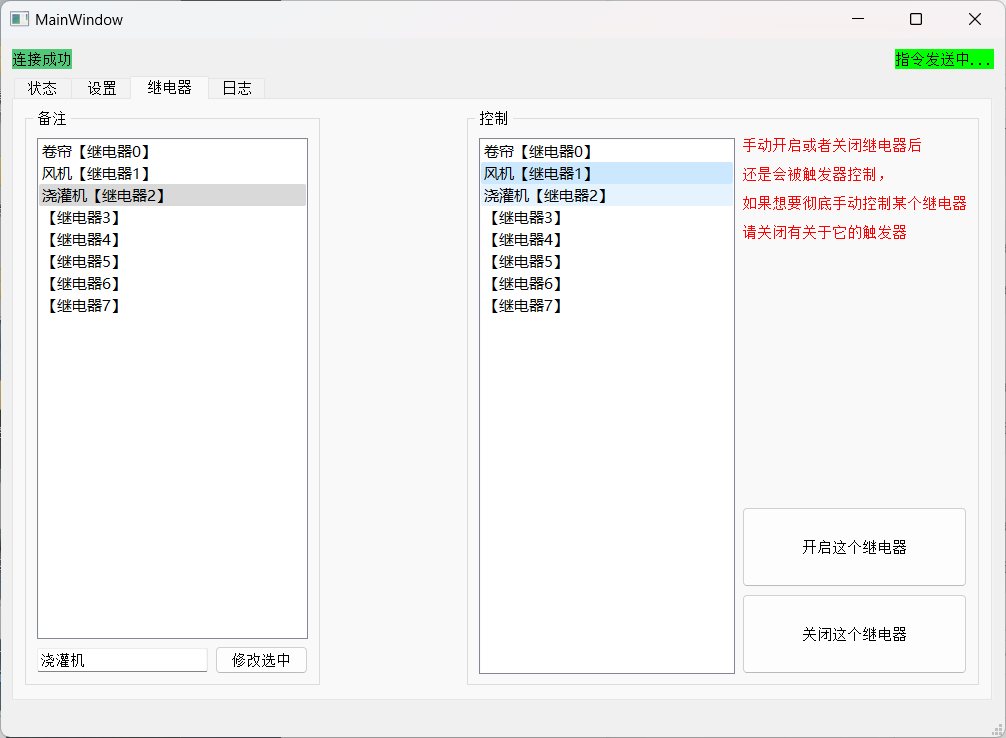 MainWindow
连接成功
指令发送中...
状态
设置
继电器
日志
备注
卷帘【继电器0】
风机【继电器1】
浇灌机【继电器2】
【继电器3】
【继电器4】
【继电器5】
【继电器6】
【继电器7】
浇灌机
修改选中
控制
卷帘【继电器0】
风机【继电器1】
浇灌机【继电器2】
【继电器3】
【继电器4】
【继电器5】
【继电器6】
【继电器7】
手动开启或者关闭继电器后
还是会被触发器控制，
如果想要彻底手动控制某个继电器
请关闭有关于它的触发器
开启这个继电器
关闭这个继电器